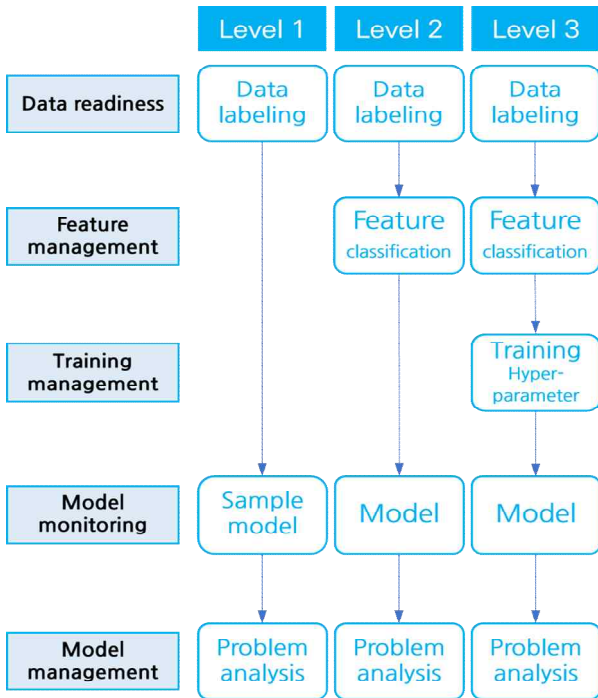 Level 1 Level 2 Level 3
Data readiness
Data
labeling
Data
labeling
Data
labeling
Feature
management
Feature
classification
Feature
classification
Training
management
Training
Hyper-
parameter
Model
monitoring
Sample
model
Model
Model
Model
management
Problem
analysis
Problem
analysis
Problem
analysis